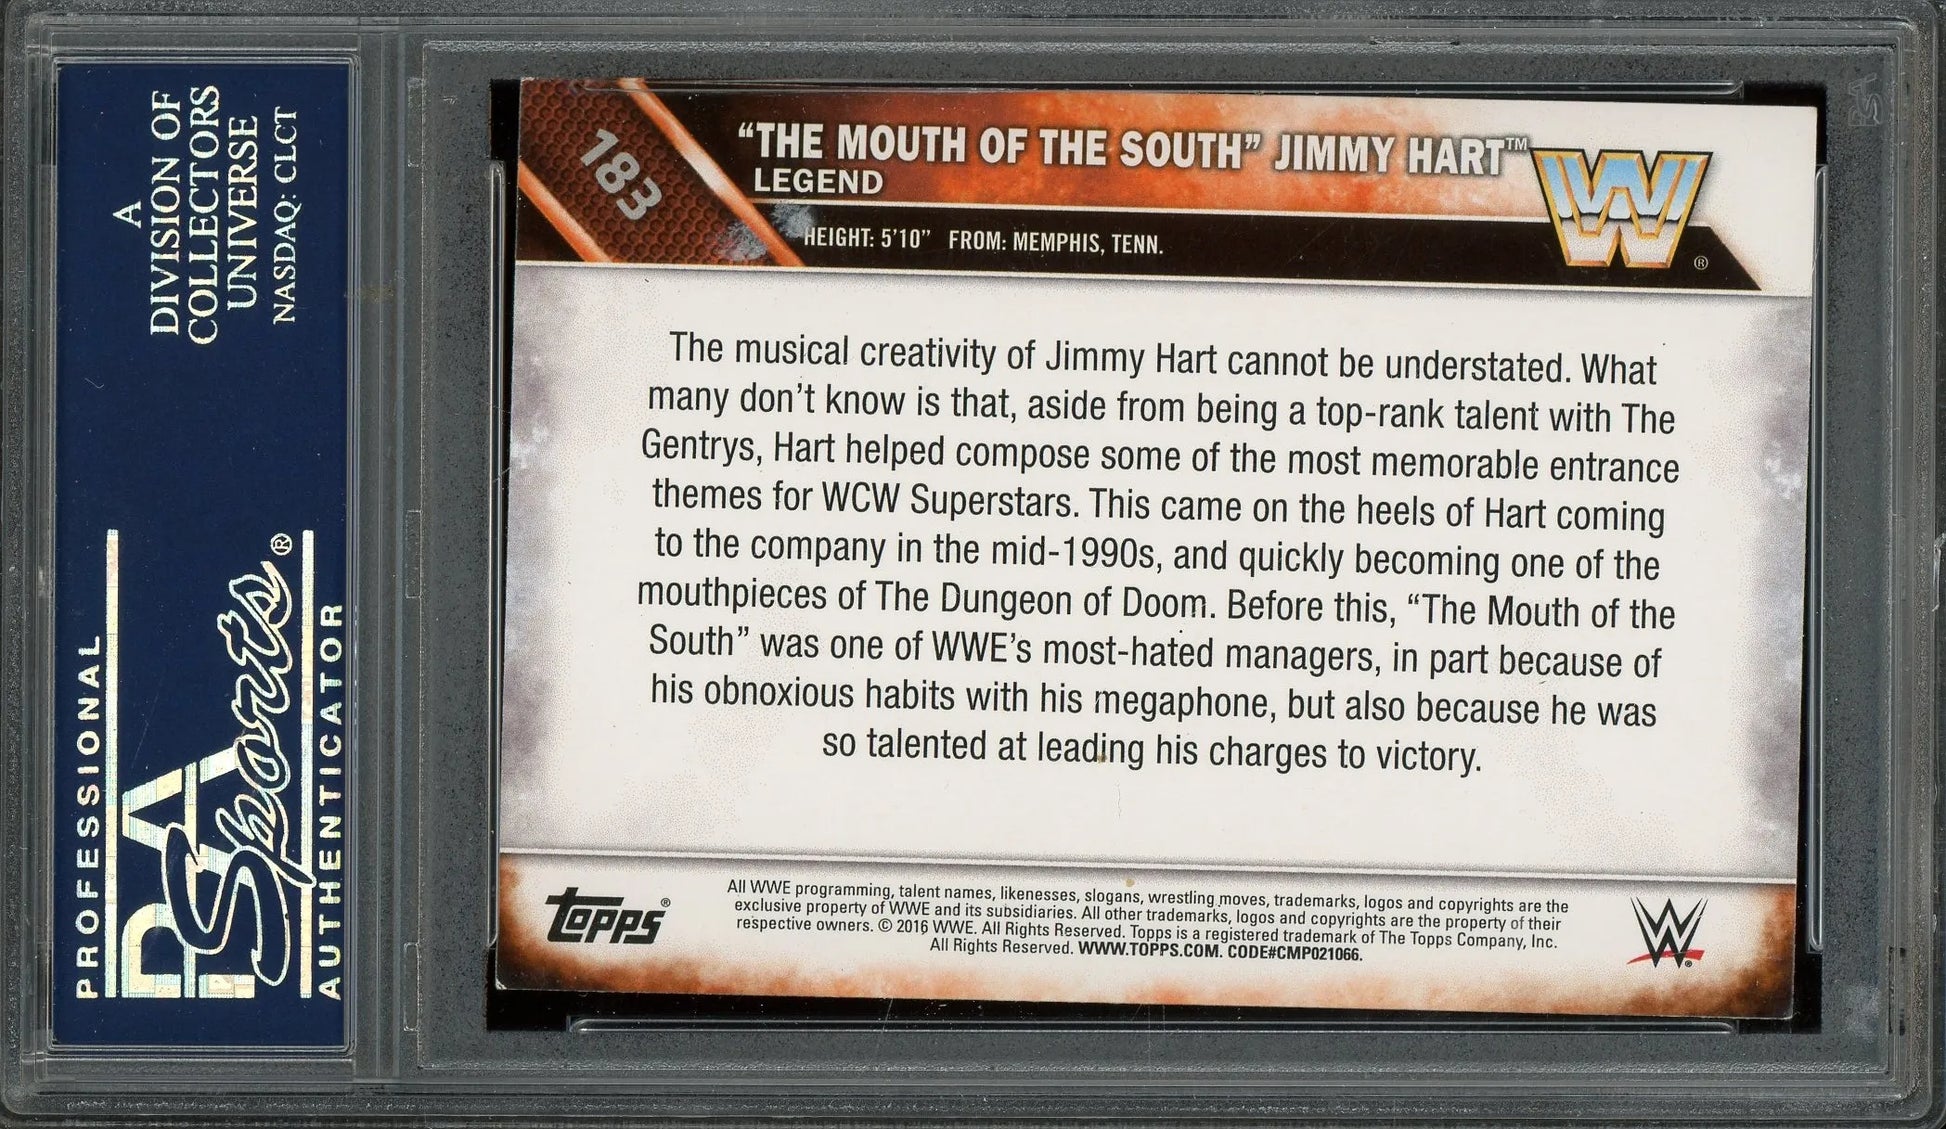 A
DIVISION OF
COLLECTORS
UNIVERSE
NASDAQ: CLCT
PROFESSIONAL
PSA
Sports®
AUTHENTICATOR
183
“THE MOUTH OF THE SOUTH” JIMMY HART™
LEGEND
HEIGHT: 5'10” FROM: MEMPHIS, TENN.
W
®
The musical creativity of Jimmy Hart cannot be understated. What
many don’t know is that, aside from being a top-rank talent with The
Gentrys, Hart helped compose some of the most memorable entrance
themes for WCW Superstars. This came on the heels of Hart coming
to the company in the mid-1990s, and quickly becoming one of the
mouthpieces of The Dungeon of Doom. Before this, “The Mouth of the
South” was one of WWE’s most-hated managers, in part because of
his obnoxious habits with his megaphone, but also because he was
so talented at leading his charges to victory.
topps®
All WWE programming, talent names, likenesses, slogans, wrestling moves, trademarks, logos and copyrights are the
exclusive property of WWE and its subsidiaries. All other trademarks, logos and copyrights are the property of their
respective owners. © 2016 WWE. All Rights Reserved. Topps is a registered trademark of The Topps Company, Inc.
All Rights Reserved. WWW.TOPPS.COM. CODE#CMP021066.
W®